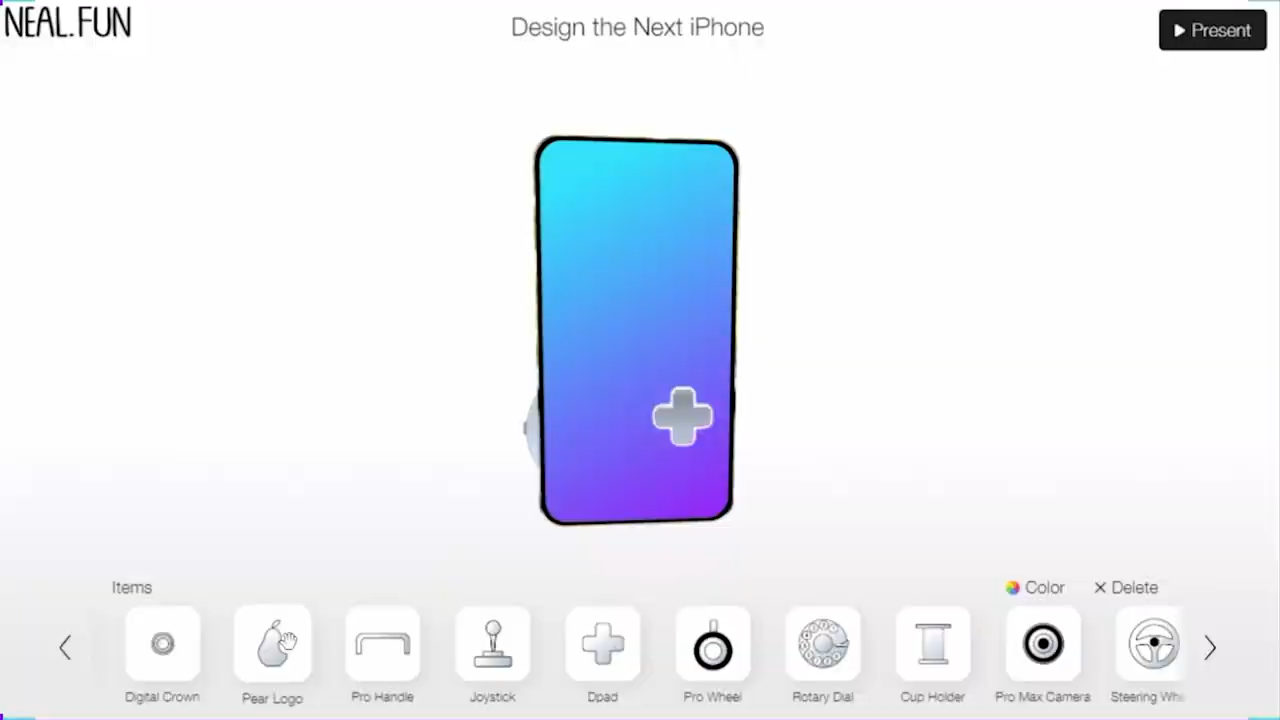 NEAL.FUN
Design the Next iPhone
Present
Items
Color
Delete
Digital Crown
Pear Logo
Pro Handle
Joystick
Dpad
Pro Wheel
Rotary Dial
Cup Holder
Pro Max Camera
Steering